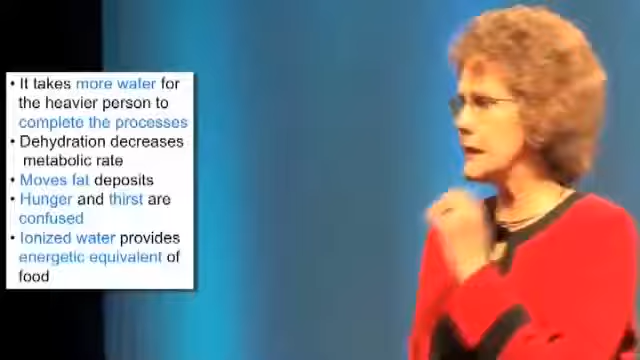 • It takes more water for
the heavier person to
complete the processes
• Dehydration decreases
metabolic rate
• Moves fat deposits
• Hunger and thirst are
confused
• Ionized water provides
energetic equivalent of
food